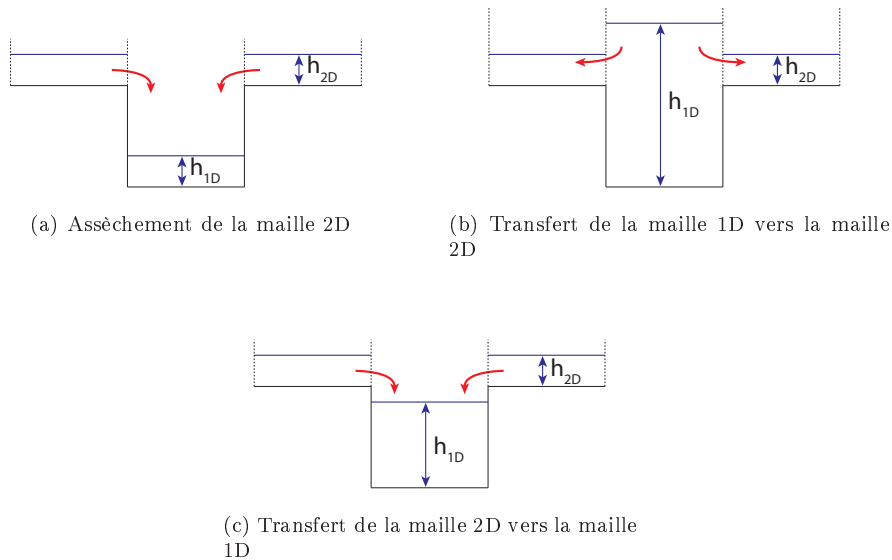 h2D
h1D
(a) Assèchement de la maille 2D
h1D
h2D
(b) Transfert de la maille 1D vers la maille
2D
h2D
h1D
(c) Transfert de la maille 2D vers la maille
1D